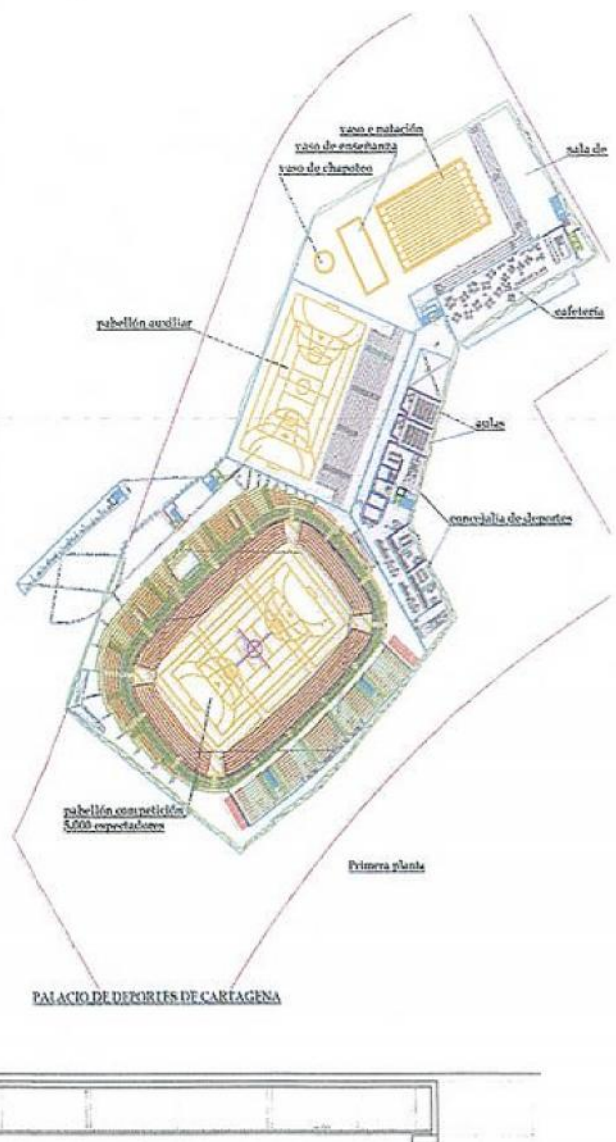 vaso e natación
vaso de enseñanza
vaso de chapoteo
sala de
pabellón auxiliar
cafetería
aulas
concejalía de deportes
pabellón competición
5.000 espectadores
Primera planta
PALACIO DE DEPORTES DE CARTAGENA